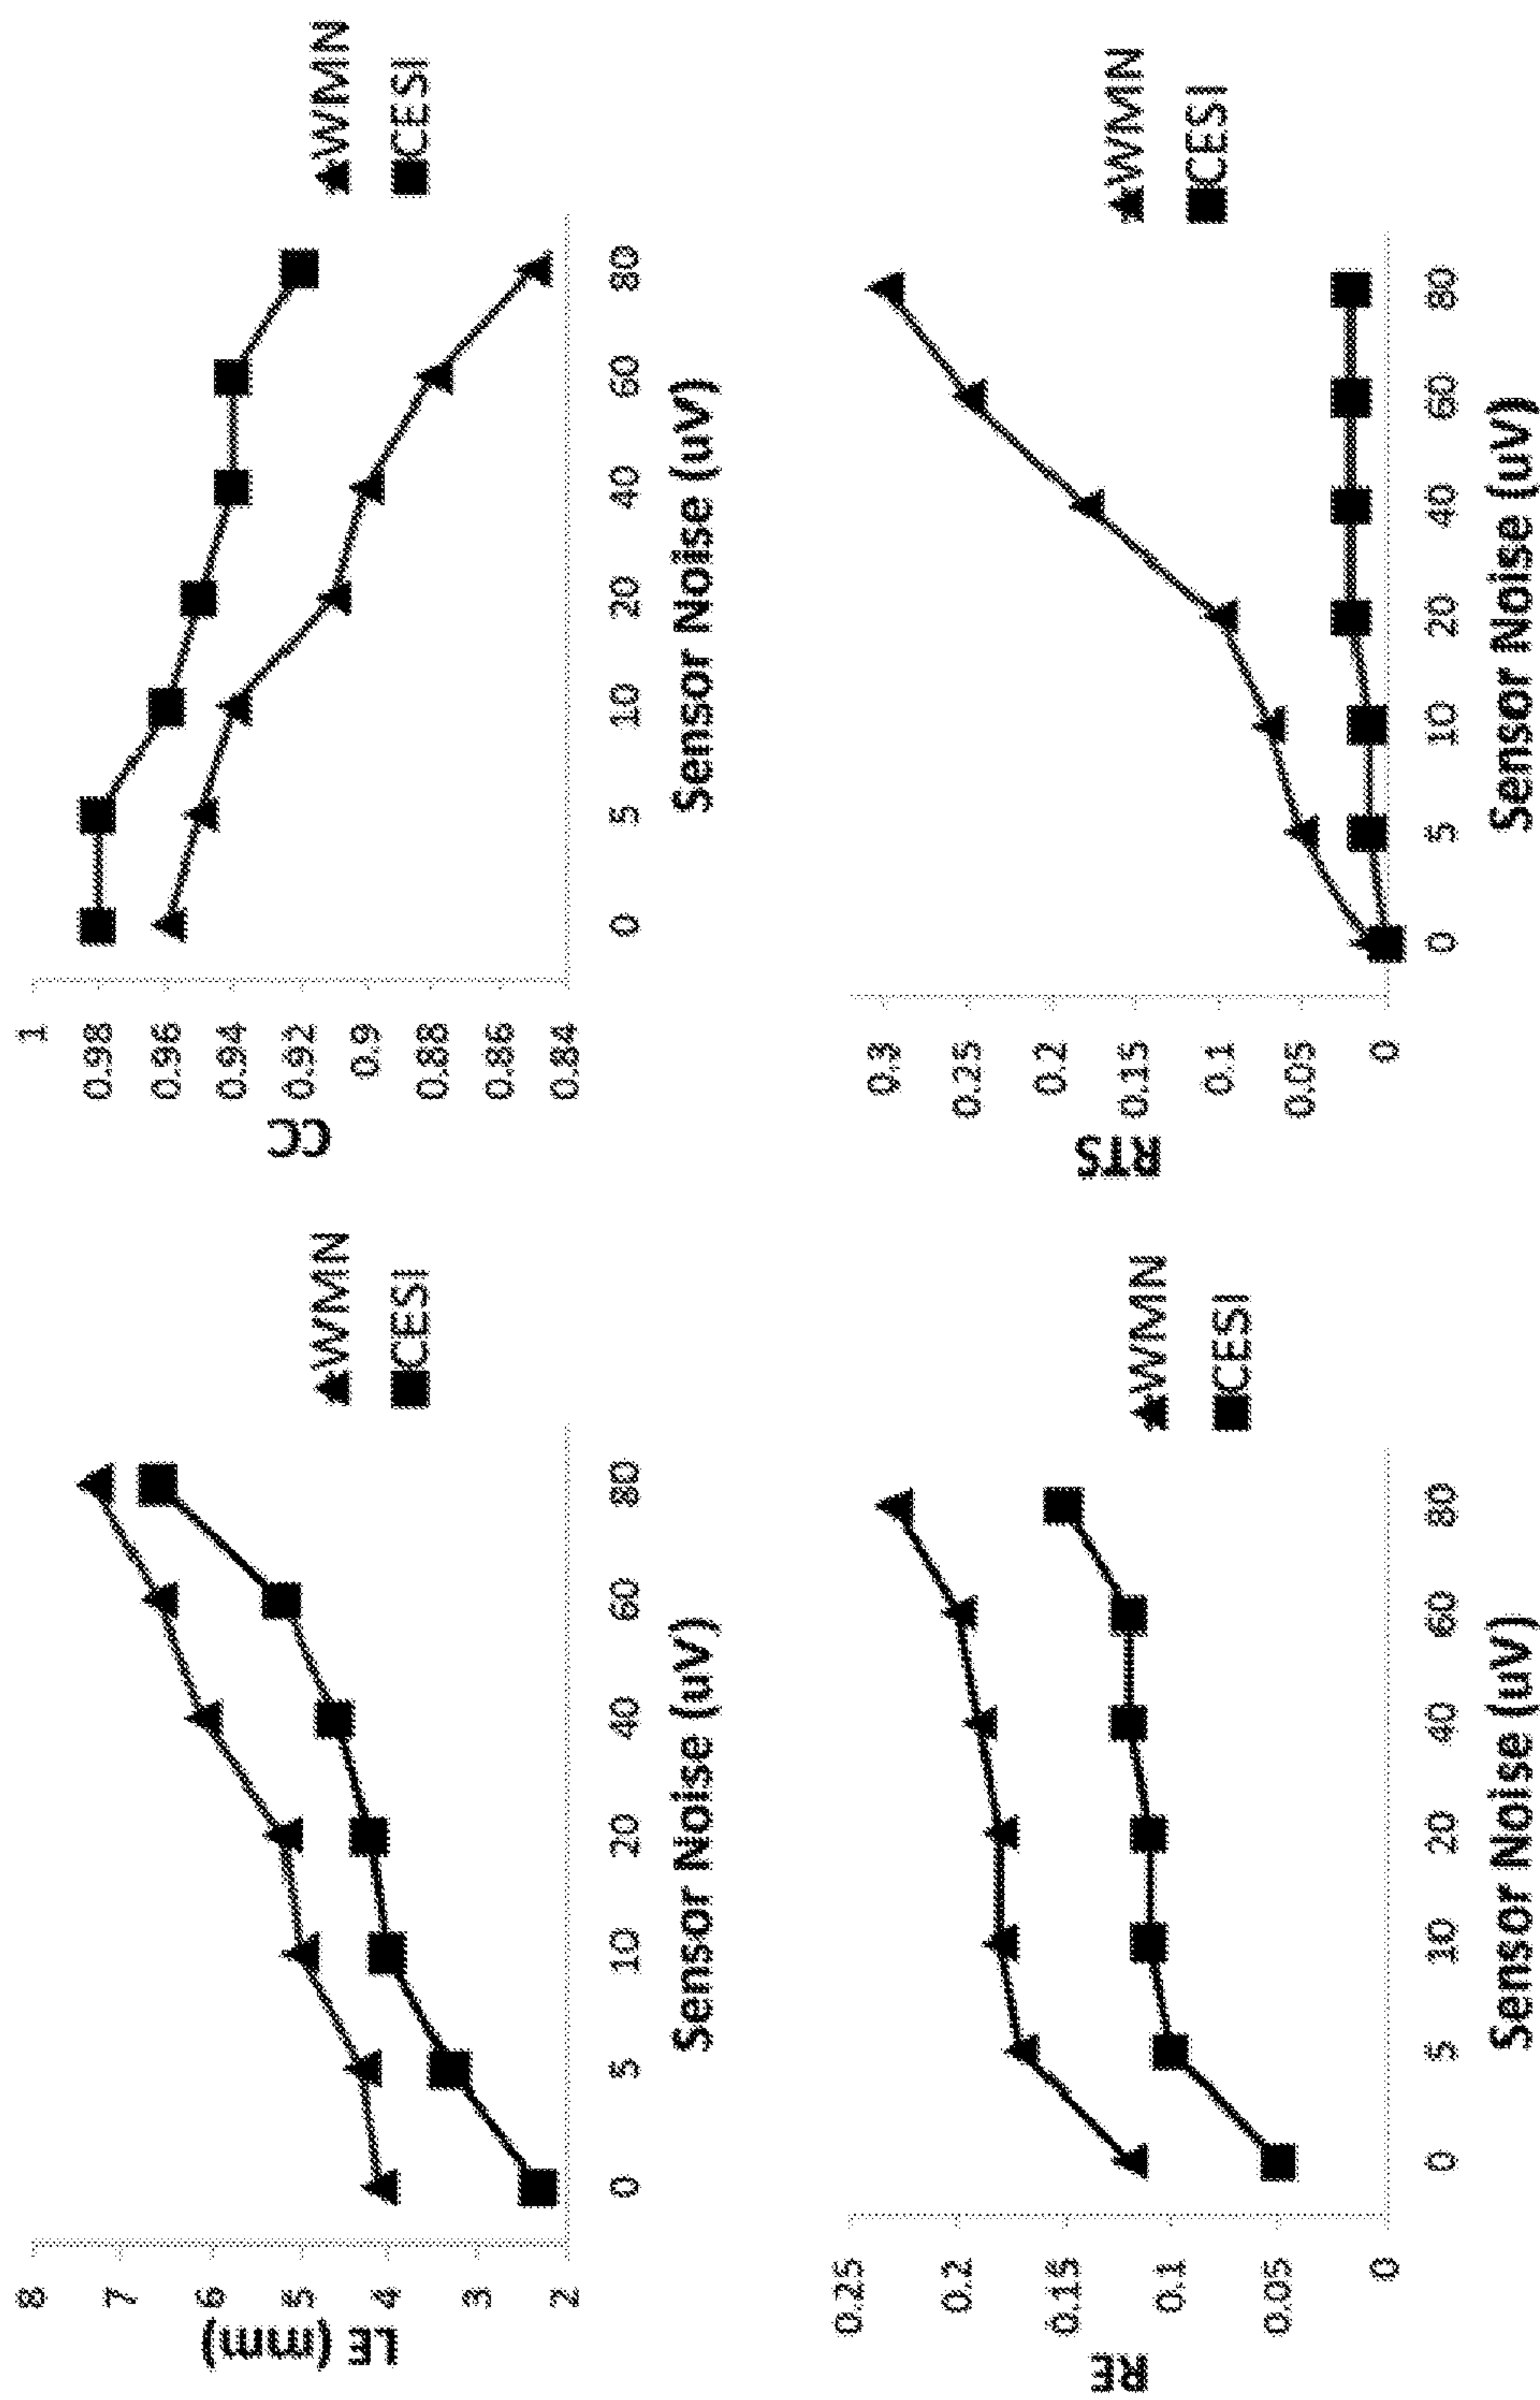 LE (mm)
8
7
6
5
4
3
2
0 5 10 20 40 60 80
Sensor Noise (uV)
WMN
CESI
CC
1
0.98
0.96
0.94
0.92
0.9
0.88
0.86
0.84
0 5 10 20 40 60 80
Sensor Noise (uV)
WMN
CESI
RE
0.25
0.2
0.15
0.1
0.05
0
0 5 10 20 40 60 80
Sensor Noise (uV)
WMN
CESI
RTS
0.3
0.25
0.2
0.15
0.1
0.05
0
0 5 10 20 40 60 80
Sensor Noise (uV)
WMN
CESI